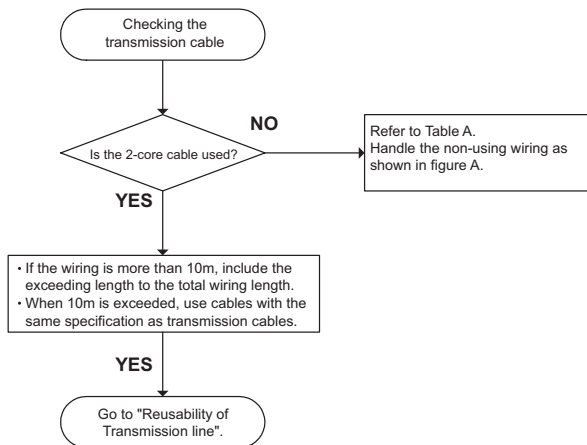 Checking the
transmission cable
Is the 2-core cable used?
NO
Refer to Table A.
Handle the non-using wiring as
shown in figure A.
YES
• If the wiring is more than 10m, include the
exceeding length to the total wiring length.
• When 10m is exceeded, use cables with the
same specification as transmission cables.
YES
Go to "Reusability of
Transmission line".